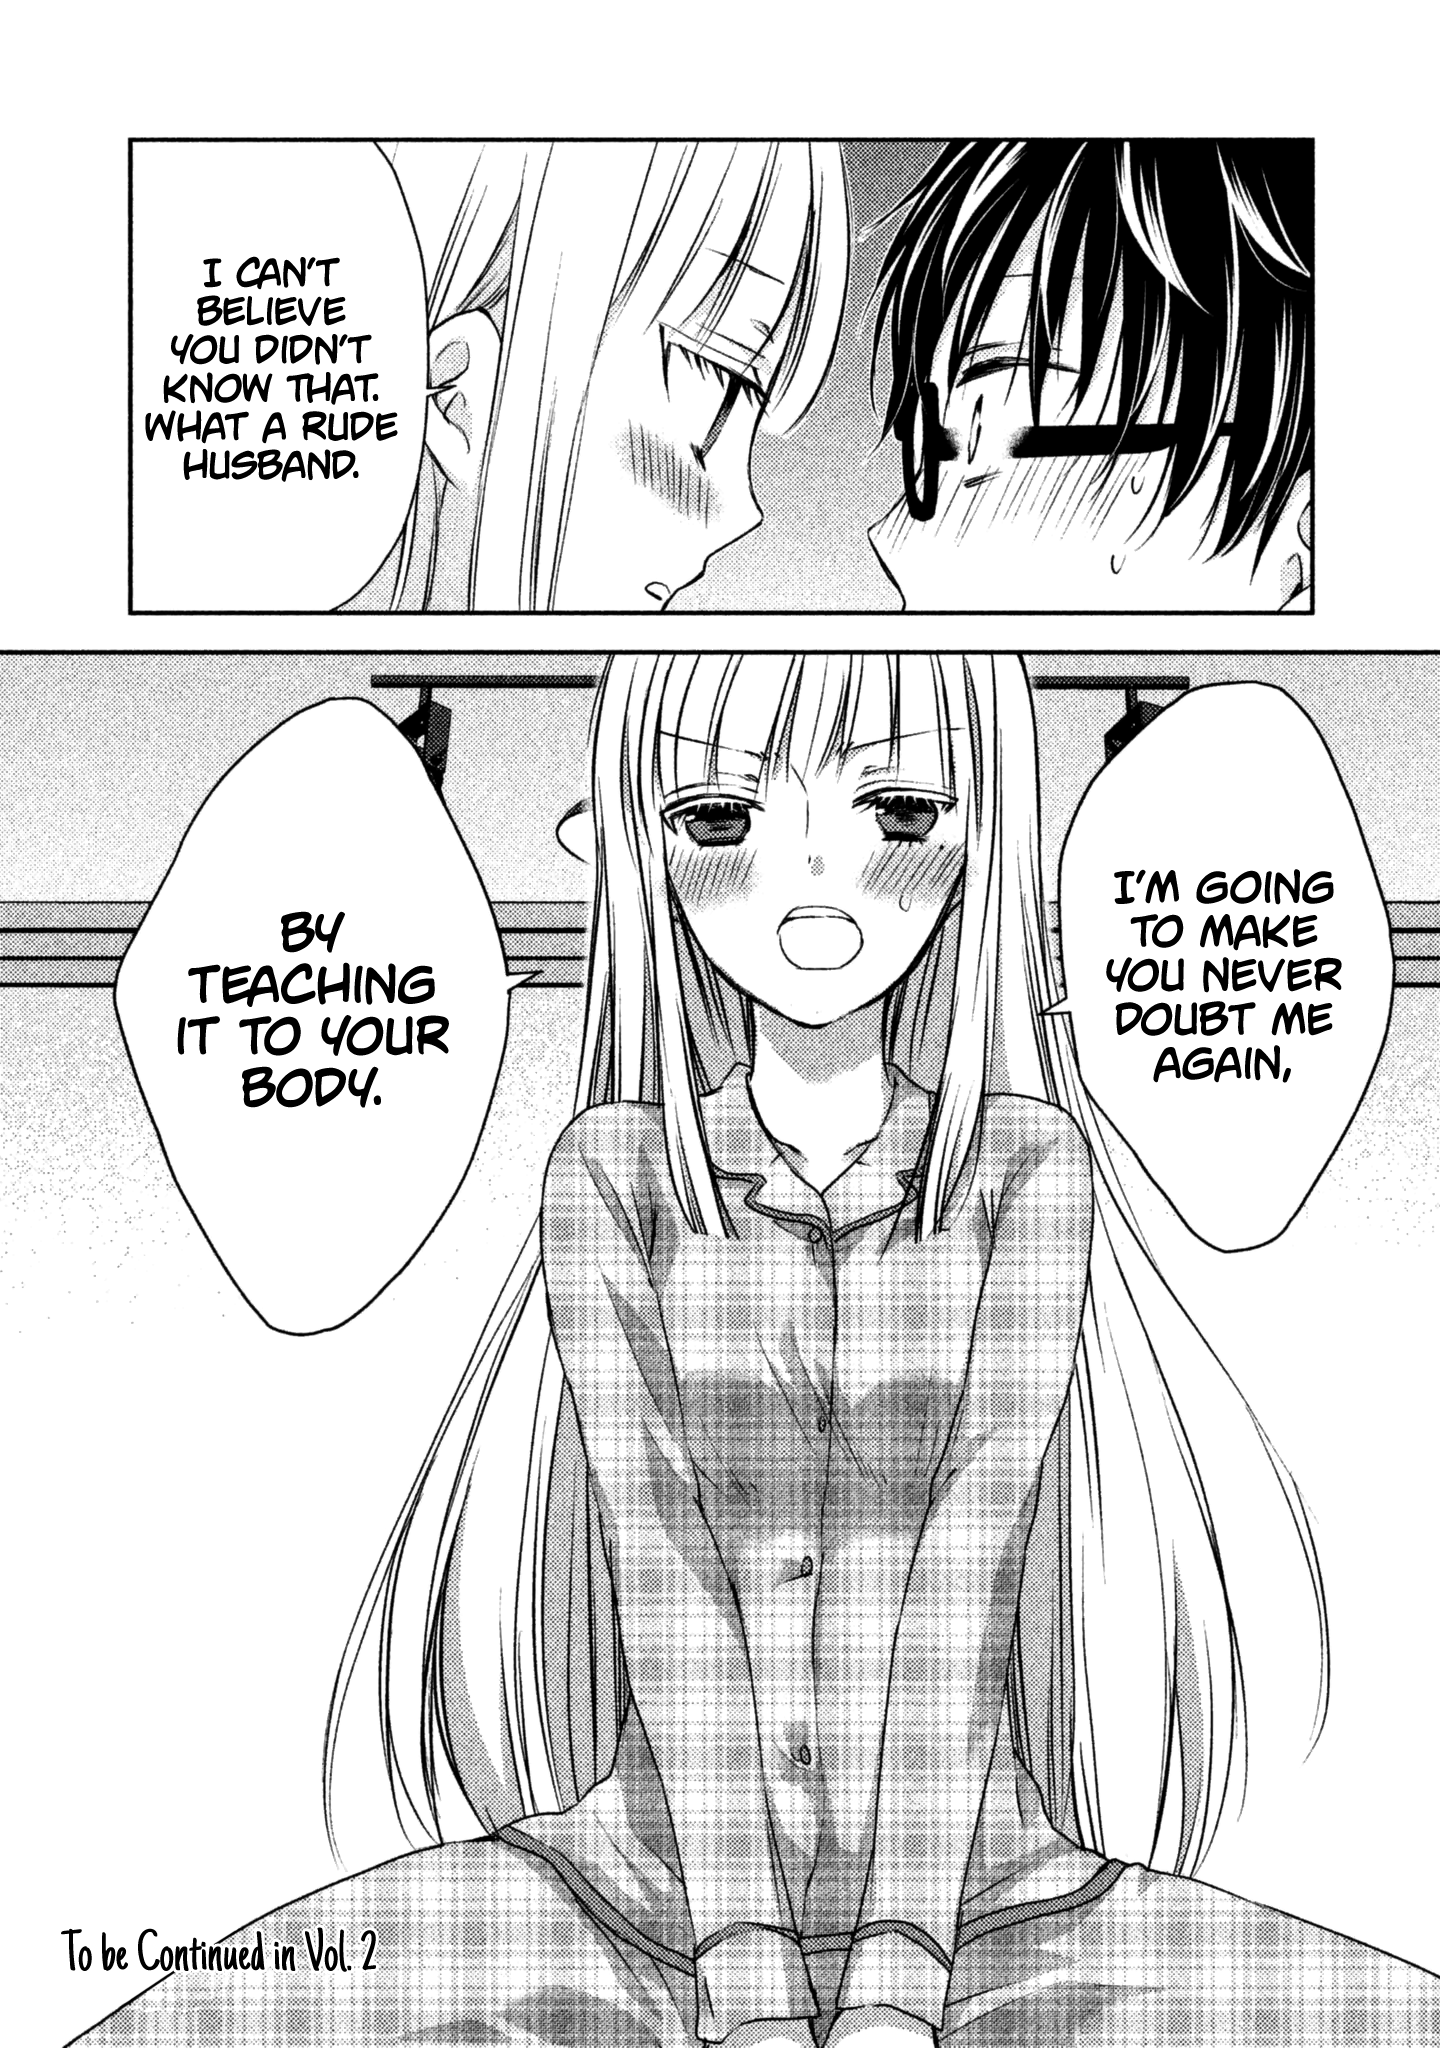 I CAN'T
BELIEVE
YOU DIDN'T
KNOW THAT.
WHAT A RUDE
HUSBAND.
I'M GOING
TO MAKE
YOU NEVER
DOUBT ME
AGAIN,
BY
TEACHING
IT TO YOUR
BODY.
To be Continued in Vol. 2